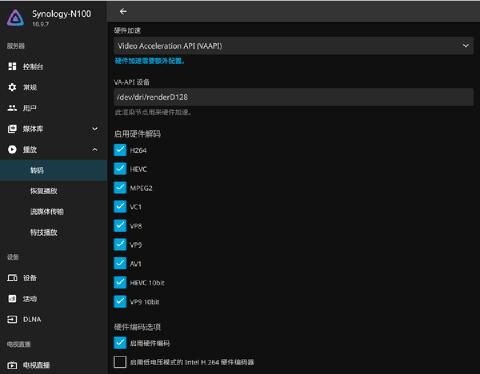 Synology-N100
10.9.7
服务器
控制台
常规
用户
媒体库
播放
转码
恢复播放
流媒体传输
特技播放
设备
设备
活动
DLNA
电视直播
电视直播
硬件加速
Video Acceleration API (VAAPI)
硬件加速需要额外配置。
VA-API 设备
/dev/dri/renderD128
此渲染节点用来硬件加速。
启用硬件解码
H264
HEVC
MPEG2
VC1
VP8
VP9
AV1
HEVC 10bit
VP9 10bit
硬件编码选项
启用硬件编码
启用低电压模式的 Intel H.264 硬件编码器